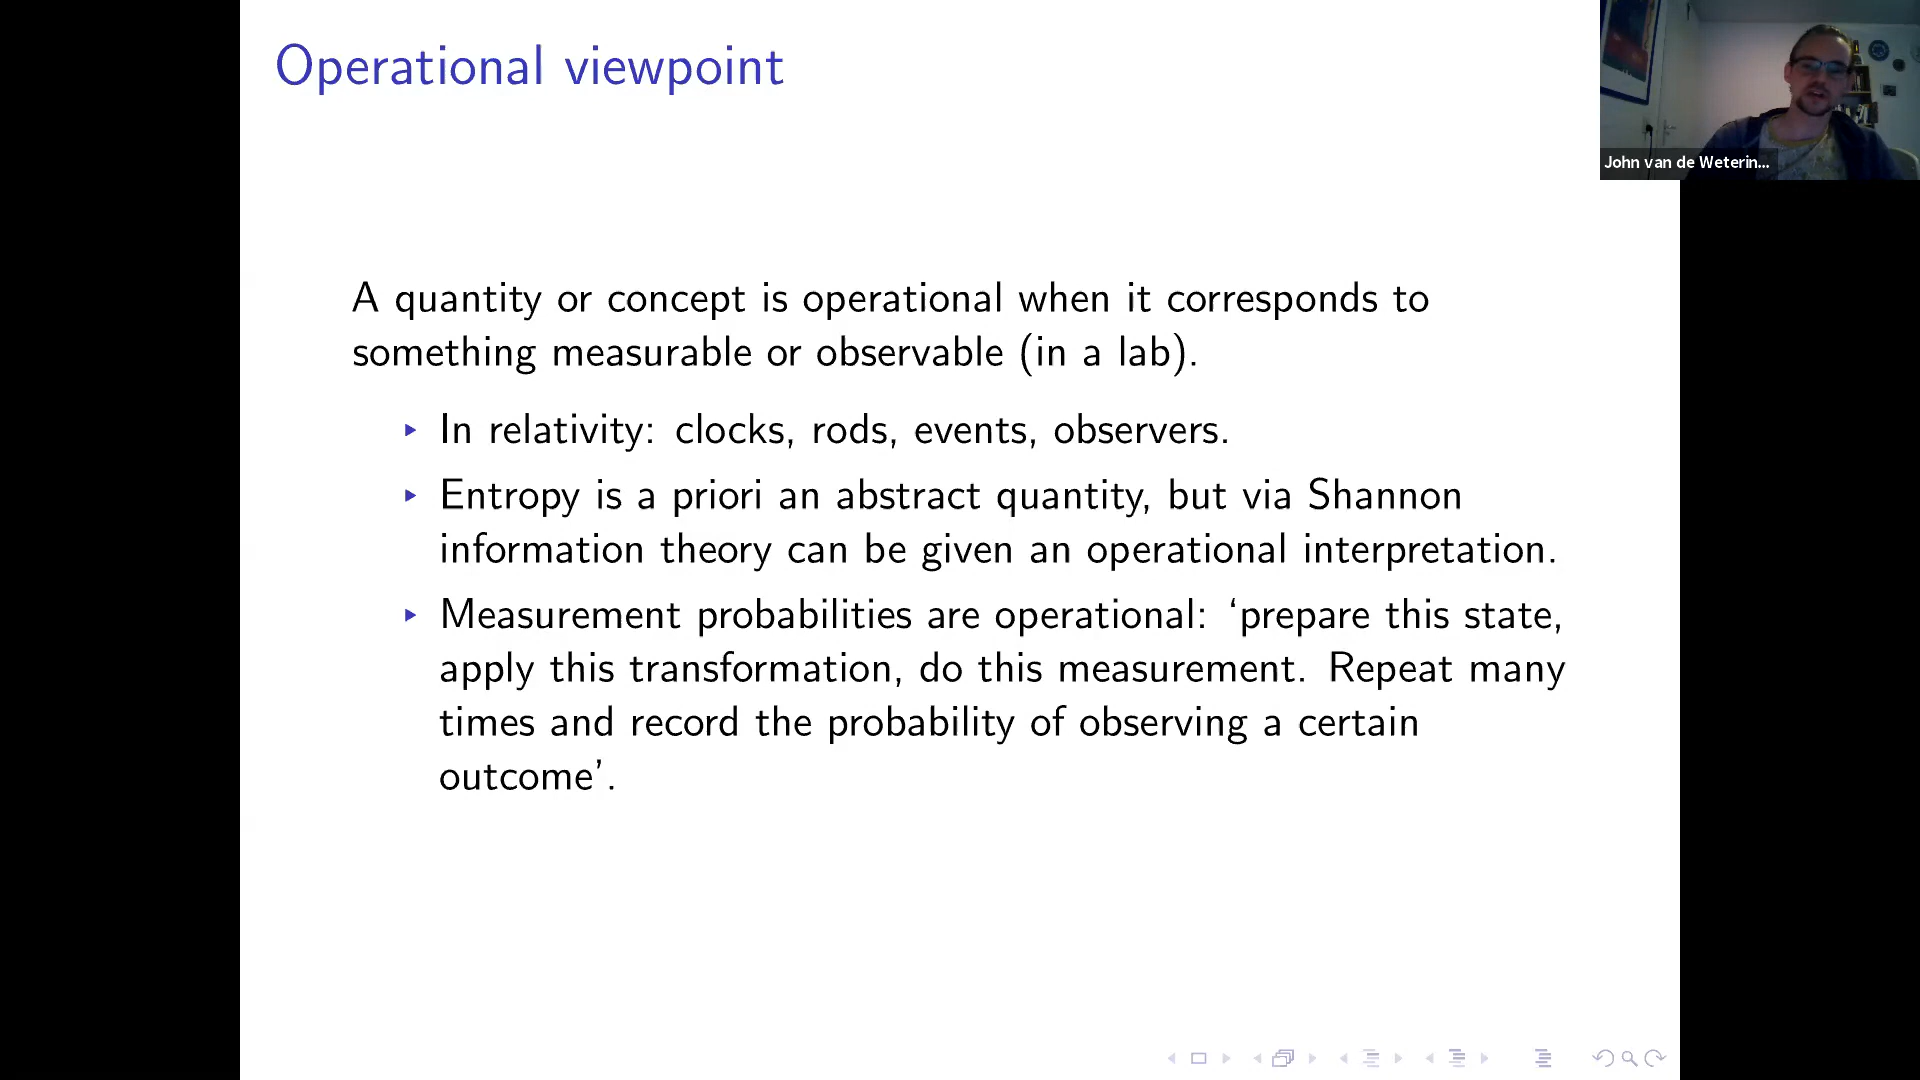 Operational viewpoint
John van de Weterin...
A quantity or concept is operational when it corresponds to
something measurable or observable (in a lab).
▸ In relativity: clocks, rods, events, observers.
▸ Entropy is a priori an abstract quantity, but via Shannon
information theory can be given an operational interpretation.
▸ Measurement probabilities are operational: ‘prepare this state,
apply this transformation, do this measurement. Repeat many
times and record the probability of observing a certain
outcome’.